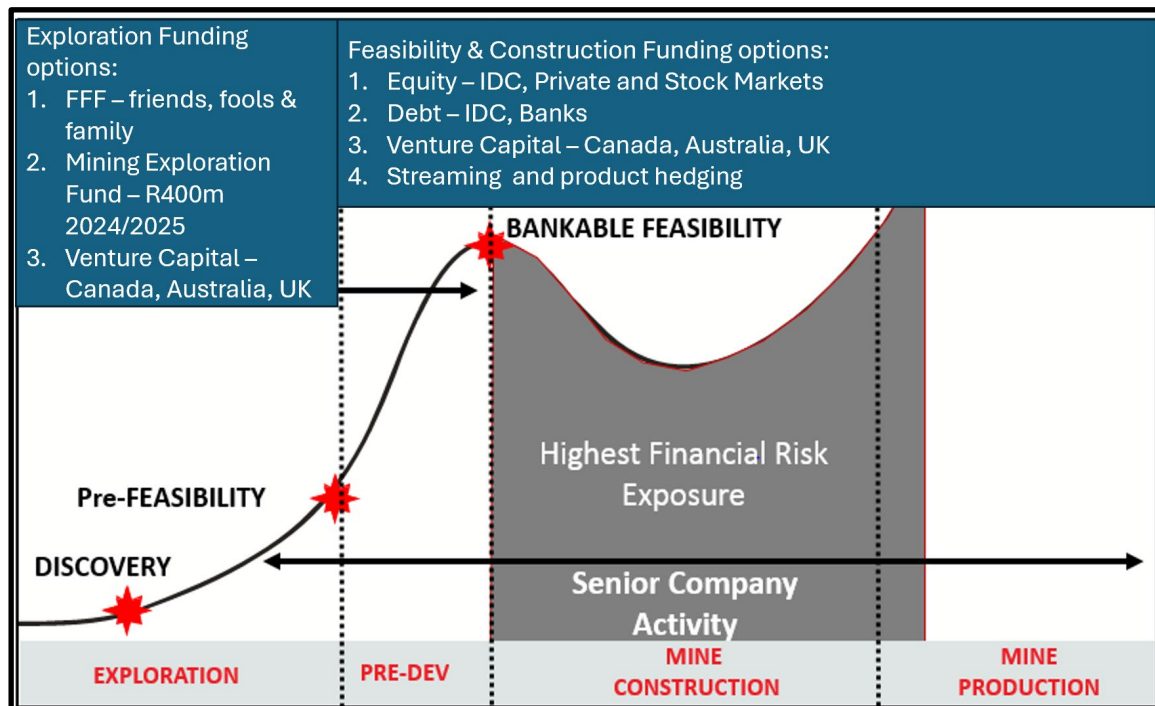 Exploration Funding
options:
1. FFF – friends, fools &
family
2. Mining Exploration
Fund – R400m
2024/2025
3. Venture Capital –
Canada, Australia, UK
Feasibility & Construction Funding options:
1. Equity – IDC, Private and Stock Markets
2. Debt – IDC, Banks
3. Venture Capital – Canada, Australia, UK
4. Streaming and product hedging
BANKABLE FEASIBILITY
Highest Financial Risk
Exposure
Pre-FEASIBILITY
DISCOVERY
Senior Company
Activity
EXPLORATION
PRE-DEV
MINE
CONSTRUCTION
MINE
PRODUCTION